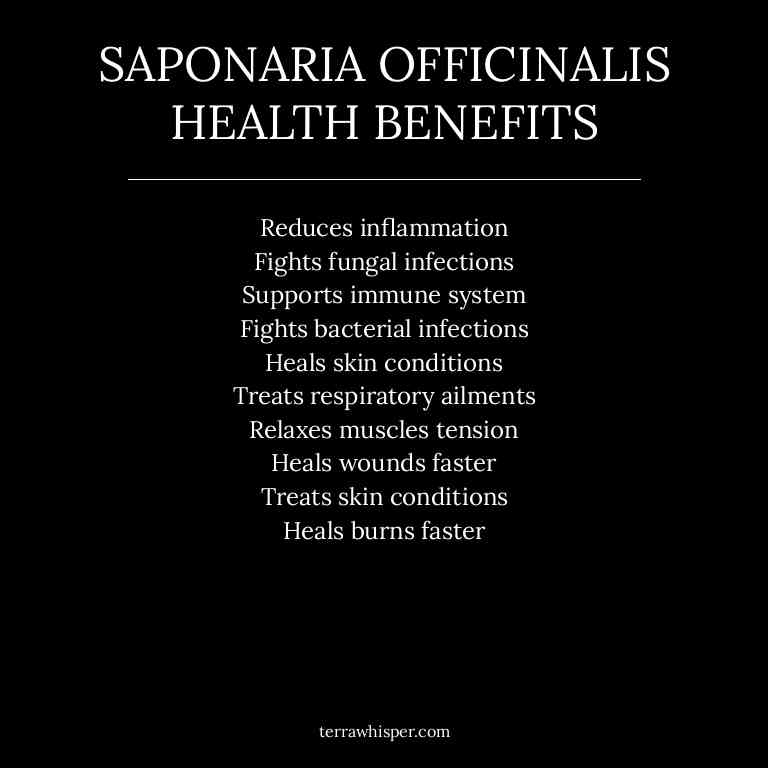 SAPONARIA OFFICINALIS
HEALTH BENEFITS
Reduces inflammation
Fights fungal infections
Supports immune system
Fights bacterial infections
Heals skin conditions
Treats respiratory ailments
Relaxes muscles tension
Heals wounds faster
Treats skin conditions
Heals burns faster
terrawhisper.com